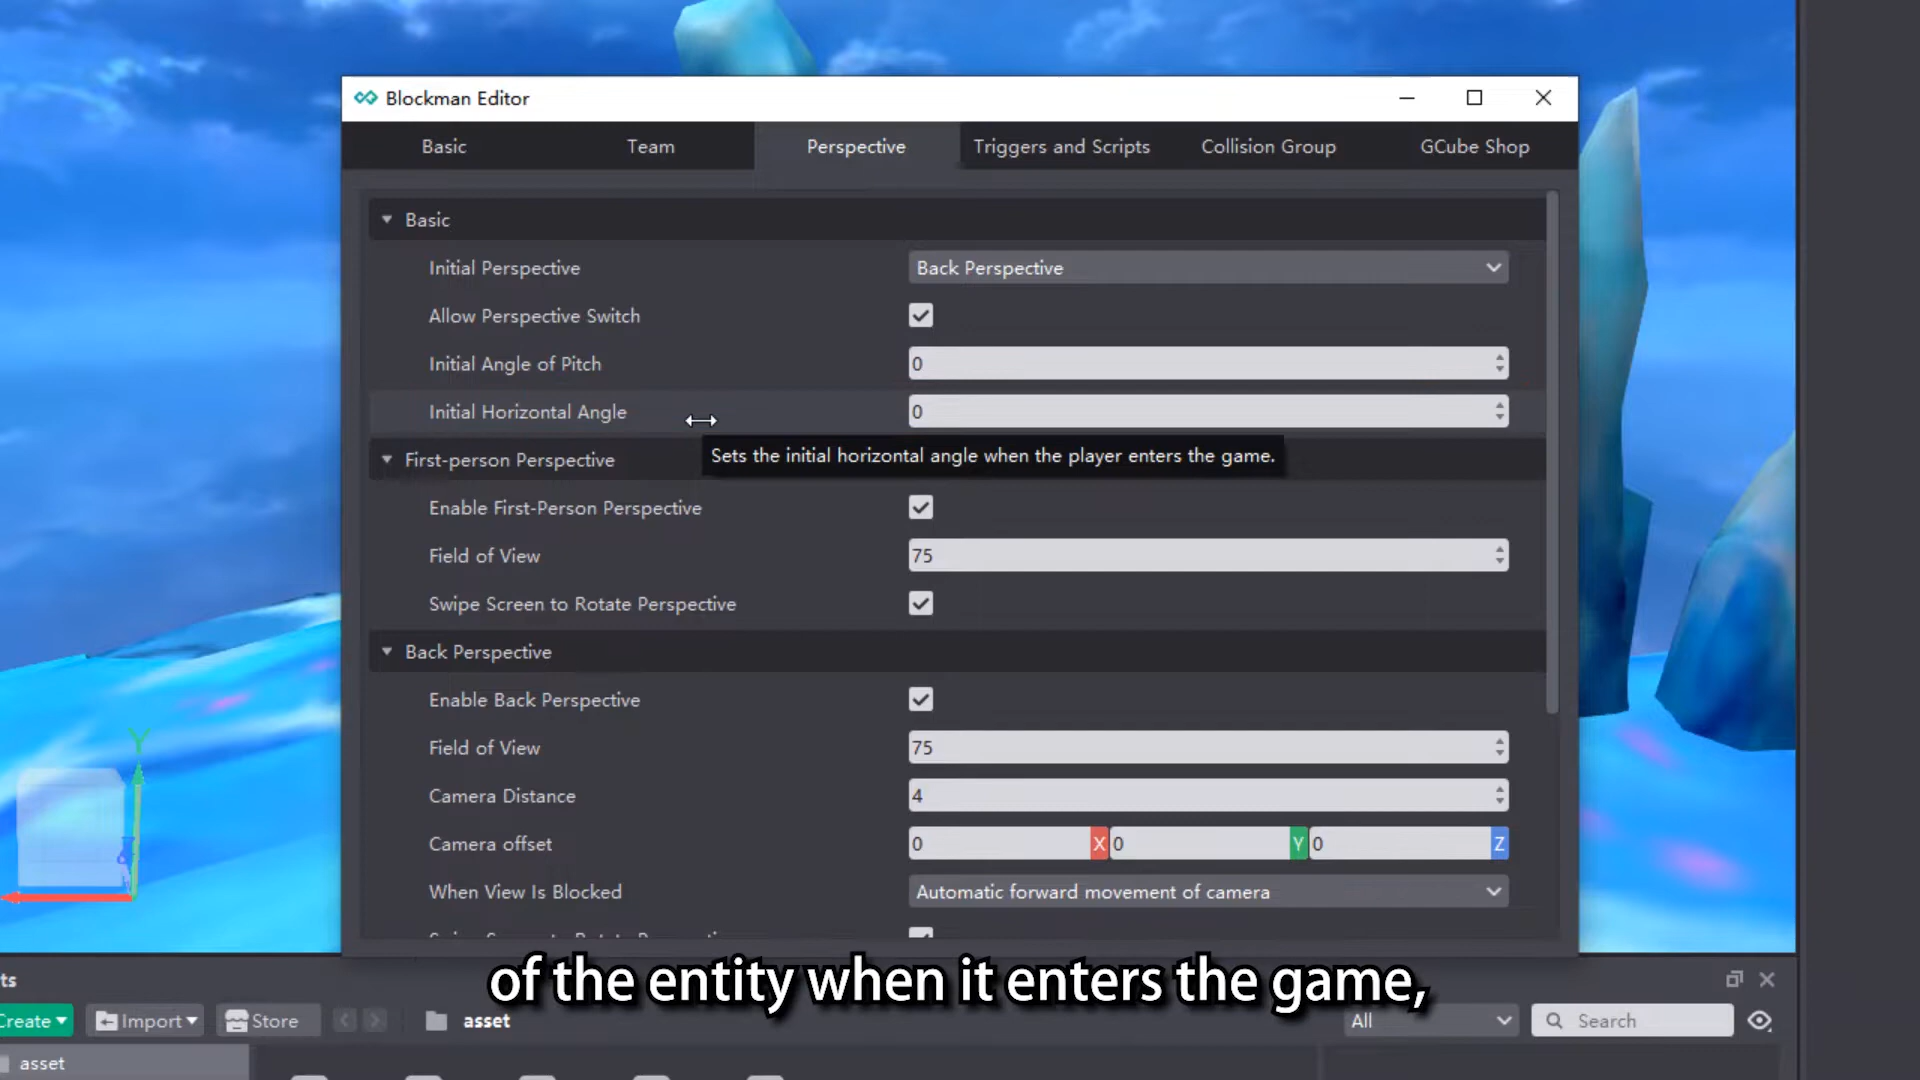 Blockman Editor
Basic
Team
Perspective
Triggers and Scripts
Collision Group
GCube Shop
Basic
Initial Perspective
Back Perspective
Allow Perspective Switch
Initial Angle of Pitch
0
Initial Horizontal Angle
0
Sets the initial horizontal angle when the player enters the game.
First-person Perspective
Enable First-Person Perspective
Field of View
75
Swipe Screen to Rotate Perspective
Back Perspective
Enable Back Perspective
Field of View
75
Camera Distance
4
Camera offset
0 X 0 Y 0 Z
When View Is Blocked
Automatic forward movement of camera
Y
of the entity when it enters the game,
ts
Create
Import
Store
asset
All
Search
asset